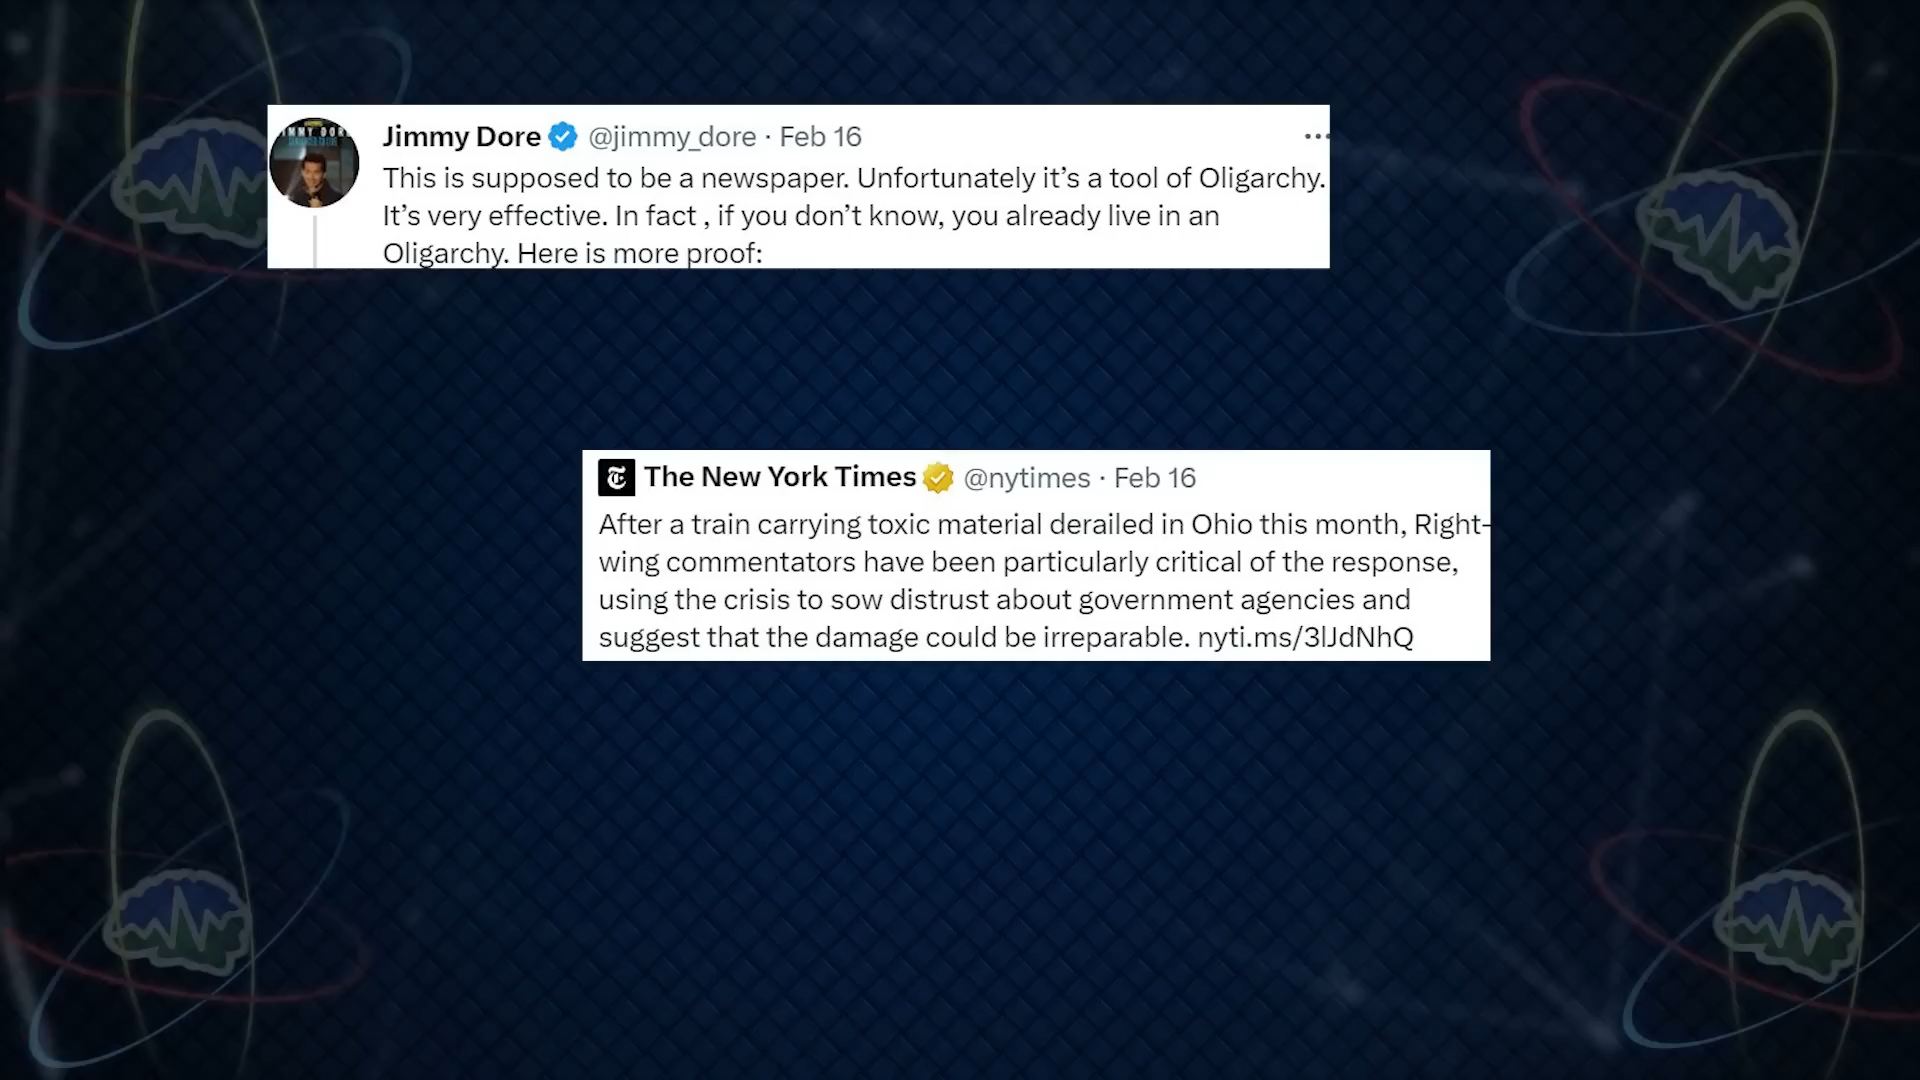 Jimmy Dore @jimmy_dore · Feb 16
This is supposed to be a newspaper. Unfortunately it’s a tool of Oligarchy.
It’s very effective. In fact , if you don’t know, you already live in an
Oligarchy. Here is more proof:
The New York Times @nytimes · Feb 16
After a train carrying toxic material derailed in Ohio this month, Right-
wing commentators have been particularly critical of the response,
using the crisis to sow distrust about government agencies and
suggest that the damage could be irreparable. nyti.ms/3lJdNhQ